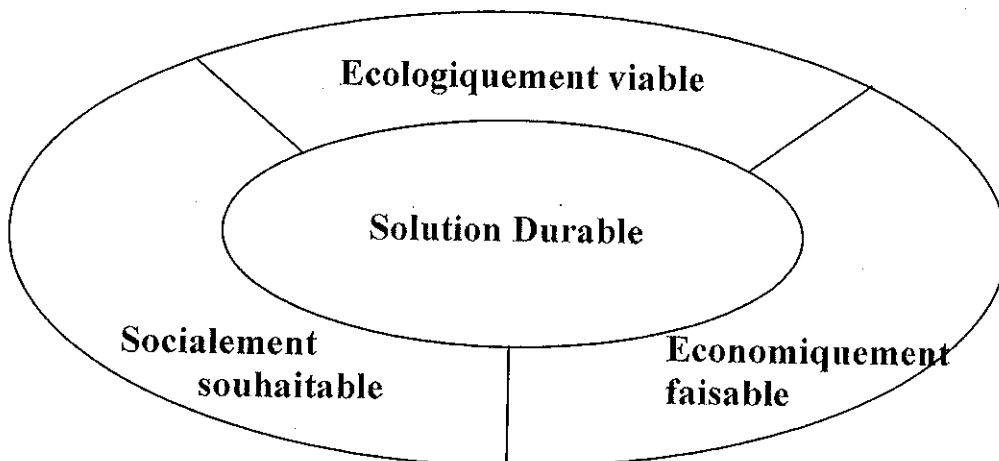 Ecologiquement viable
Solution Durable
Socialement
souhaitable
Economiquement
faisable